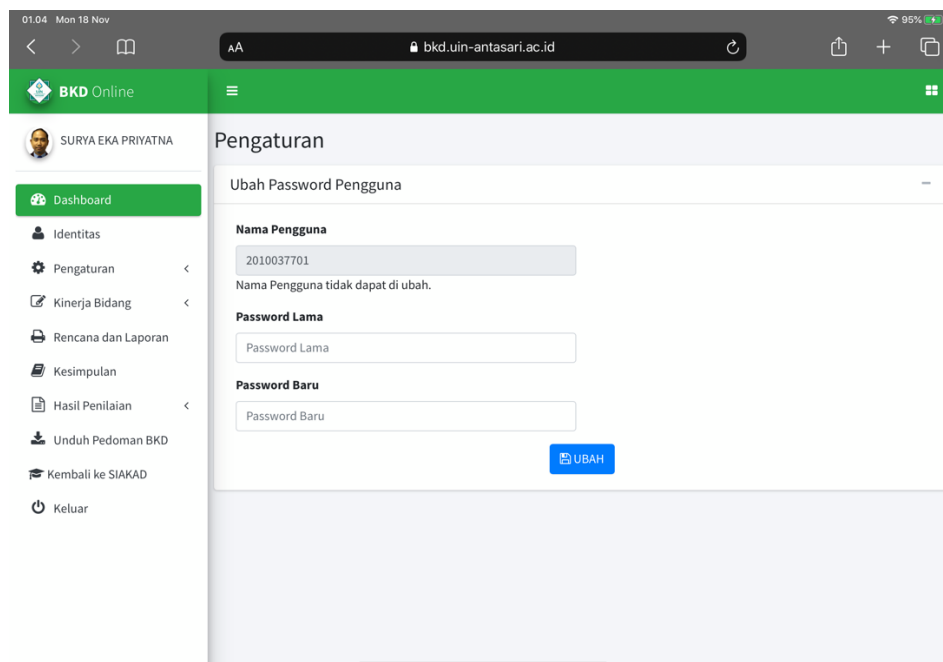 01.04 Mon 18 Nov
95%
AA
bkd.uin-antasari.ac.id
BKD Online
SURYA EKA PRIYATNA
Dashboard
Identitas
Pengaturan
Kinerja Bidang
Rencana dan Laporan
Kesimpulan
Hasil Penilaian
Unduh Pedoman BKD
Kembali ke SIAKAD
Keluar
Pengaturan
Ubah Password Pengguna
Nama Pengguna
2010037701
Nama Pengguna tidak dapat di ubah.
Password Lama
Password Lama
Password Baru
Password Baru
UBAH